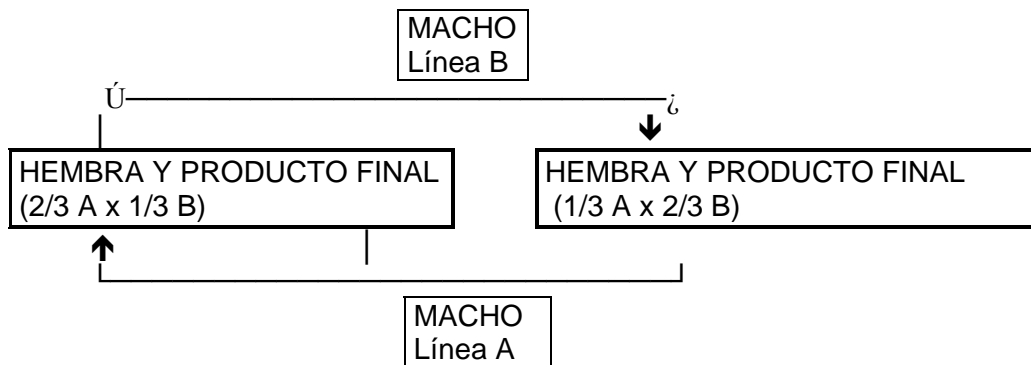 MACHO
Línea B
Ú
¿
HEMBRA Y PRODUCTO FINAL
(2/3 A x 1/3 B)
HEMBRA Y PRODUCTO FINAL
(1/3 A x 2/3 B)
MACHO
Línea A